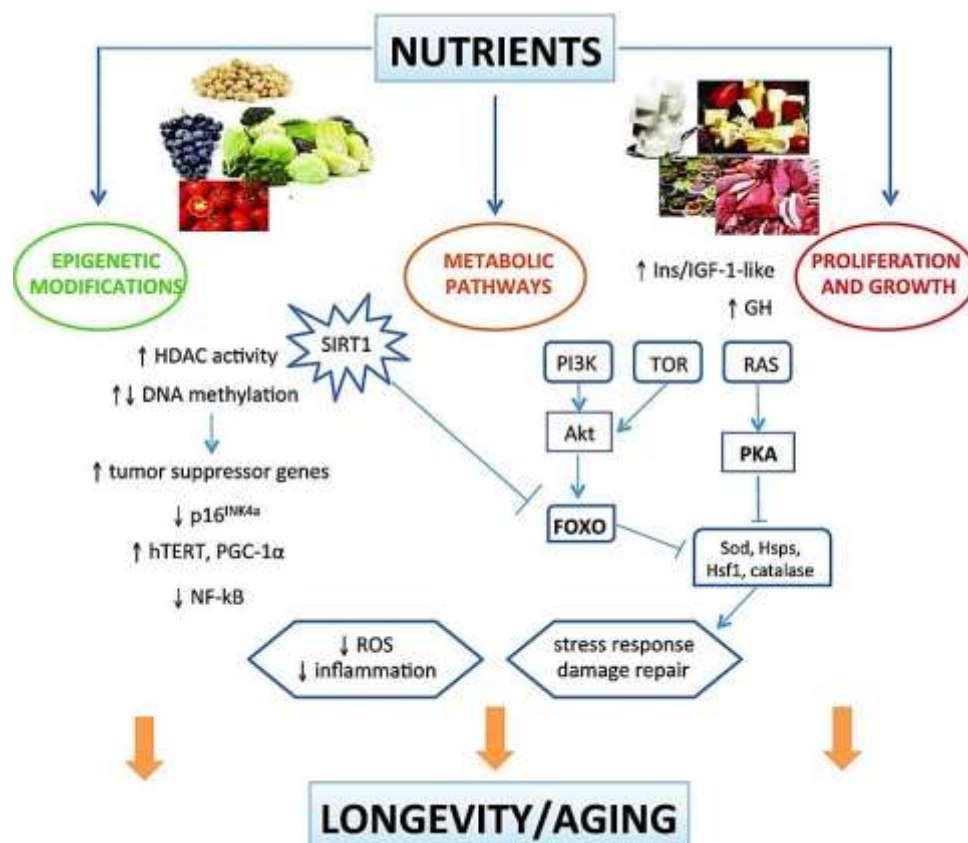 NUTRIENTS
EPIGENETIC
MODIFICATIONS
METABOLIC
PATHWAYS
PROLIFERATION
AND GROWTH
↑ Ins/IGF-1-like
↑ GH
SIRT1
↑ HDAC activity
↑↓ DNA methylation
↑ tumor suppressor genes
↓ p16INK4a
↑ hTERT, PGC-1α
↓ NF-kB
PI3K
TOR
RAS
Akt
PKA
FOXO
Sod, Hsps,
Hsf1, catalase
↓ ROS
↓ inflammation
stress response
damage repair
LONGEVITY/AGING